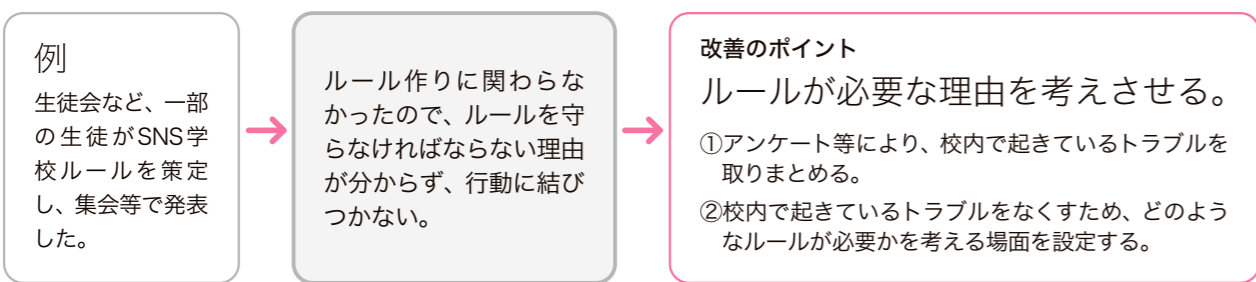 例
生徒会など、一部
の生徒がSNS学
校ルールを策定
し、集会等で発表
した。
ルール作りに関わらな
かったので、ルールを守
らなければならない理由
が分からず、行動に結び
つかない。
改善のポイント
ルールが必要な理由を考えさせる。
①アンケート等により、校内で起きているトラブルを
取りまとめる。
②校内で起きているトラブルをなくすため、どのよう
なルールが必要かを考える場面を設定する。